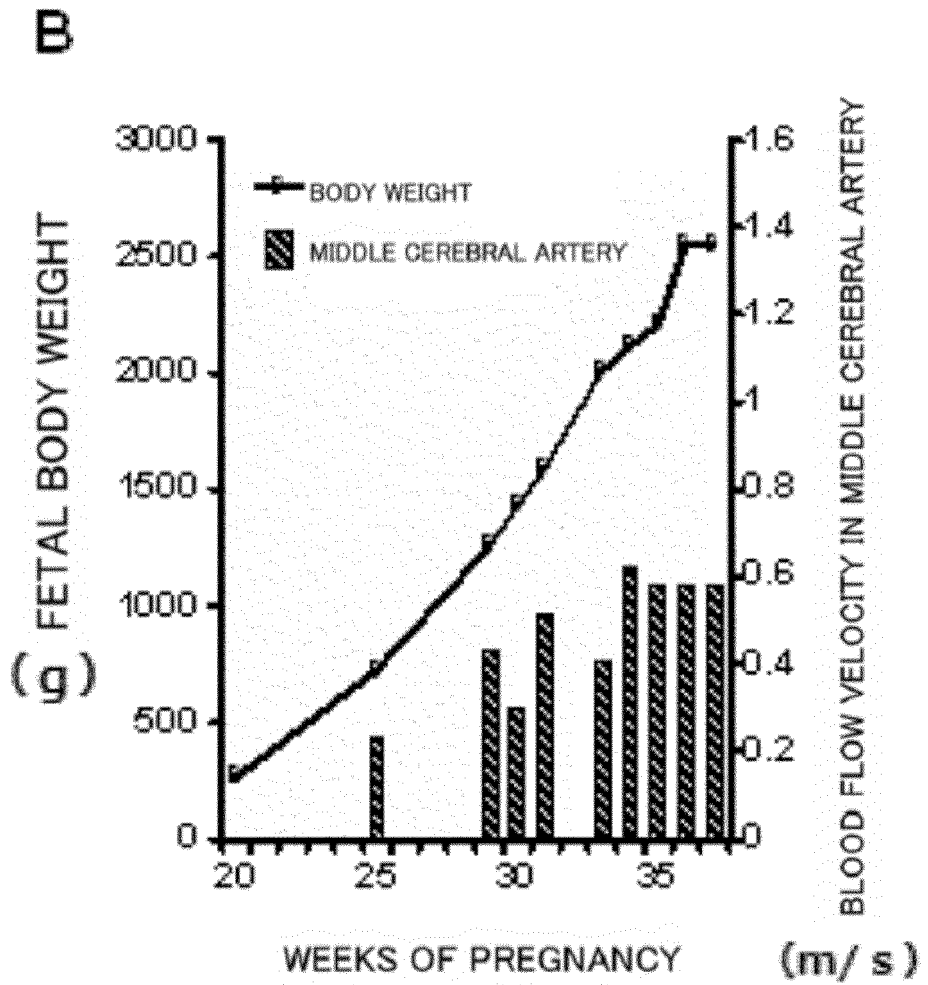 B
FETAL BODY WEIGHT
(g)
3000
2500
2000
1500
1000
500
0
BODY WEIGHT
MIDDLE CEREBRAL ARTERY
1.6
1.4
1.2
1
0.8
0.6
0.4
0.2
0
BLOOD FLOW VELOCITY IN MIDDLE CEREBRAL ARTERY
(m/s)
20 25 30 35
WEEKS OF PREGNANCY